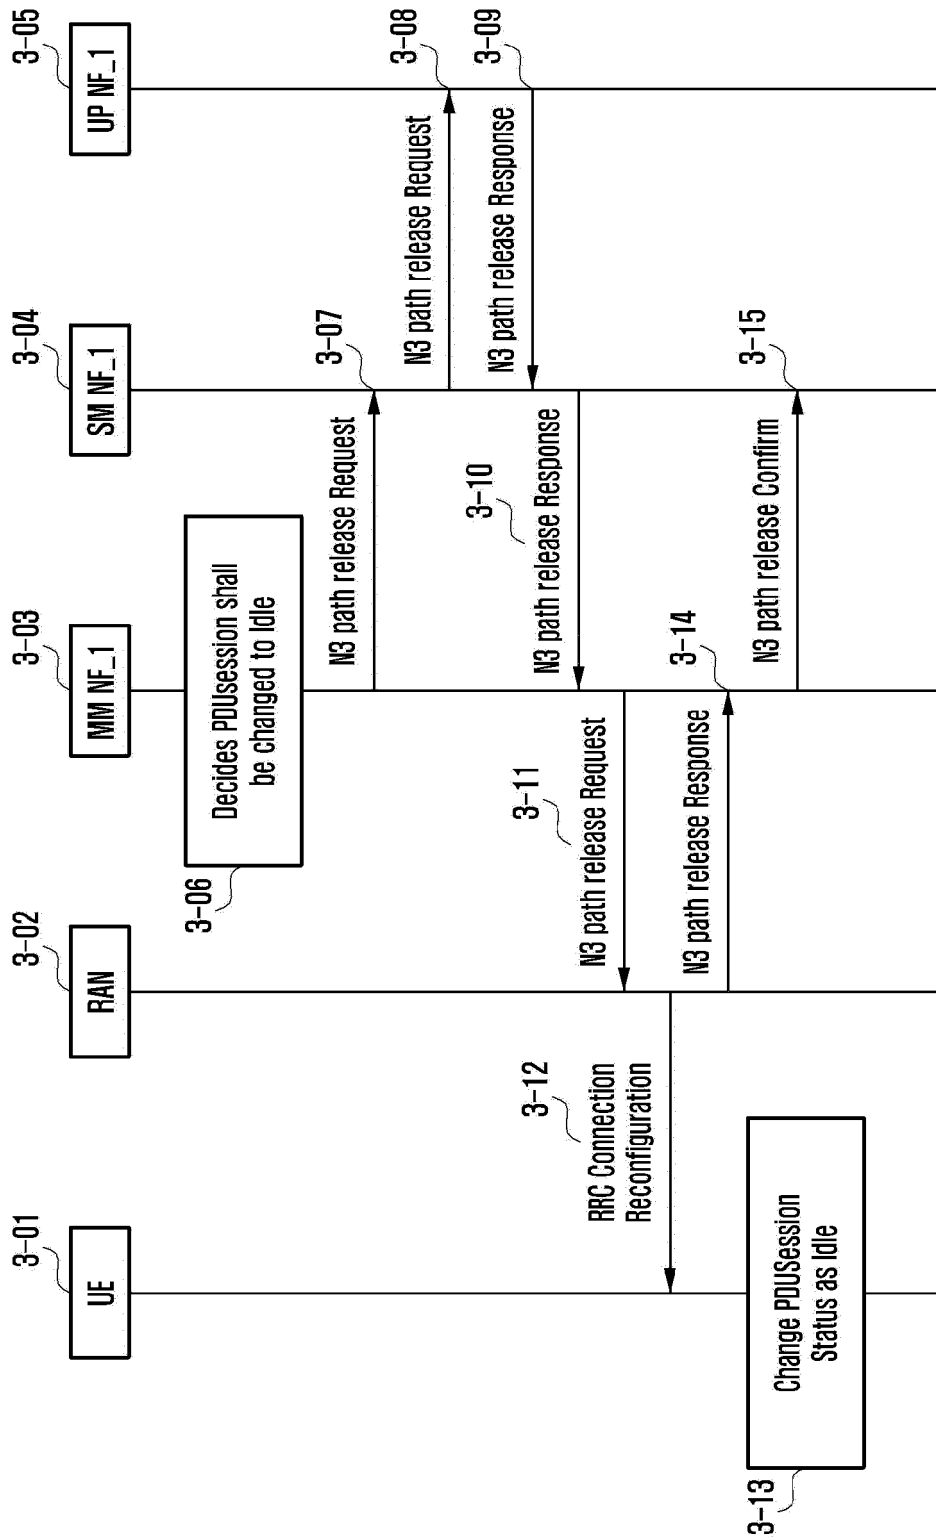 3-01
3-02
3-03
3-04
3-05
UE
RAN
MM NF_1
SM NF_1
UP NF_1
Decides PDUsession shall
be changed to Idle
3-06
N3 path release Request
3-07
N3 path release Request
3-08
N3 path release Response
3-09
3-10
N3 path release Response
3-11
N3 path release Request
3-12
RRC Connection
Reconfiguration
N3 path release Response
3-14
Change PDUSession
Status as Idle
3-13
N3 path release Confirm
3-15